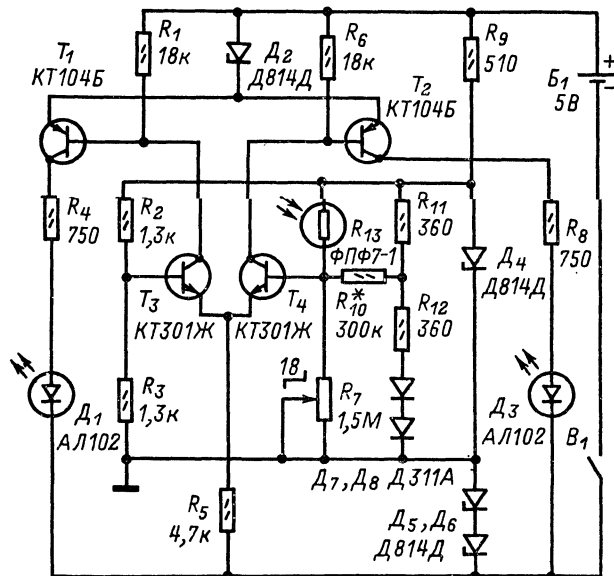 R1
18к
Д2
Д814Д
R6
18к
R9
510
+
−
Б1
5В
T1
КТ104Б
T2
КТ104Б
R4
750
R2
1,3к
R13
ФПФ7-1
R11
360
R8
750
Д4
Д814Д
T3
КТ301Ж
T4
КТ301Ж
R10*
300к
R12
360
Д1
АЛ102
R3
1,3к
18
R7
1,5М
Д3
АЛ102
В1
Д7, Д8 Д311А
R5
4,7к
Д5, Д6
Д814Д